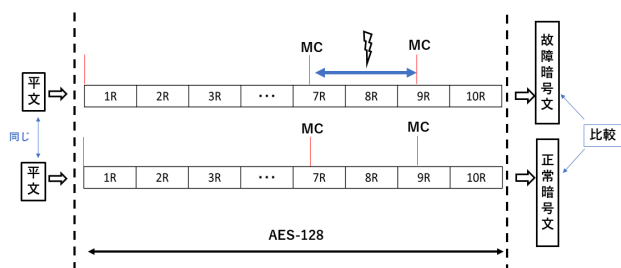 MC MC
平文 1R 2R 3R ・・・ 7R 8R 9R 10R 故障暗号文
同じ 比較
MC MC
平文 1R 2R 3R ・・・ 7R 8R 9R 10R 正常暗号文
AES-128